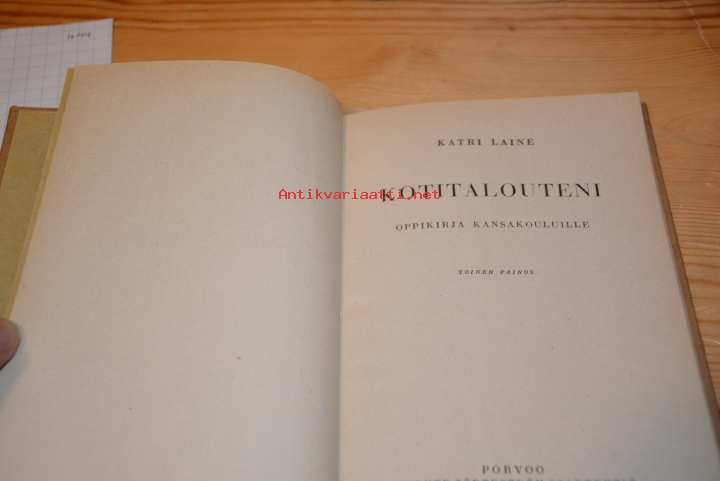 KATRI LAINE
Antikvariaatti.net
KOTITALOUTENI
OPPIKIRJA KANSAKOULUILLE
TOINEN PAINOS
PORVOO